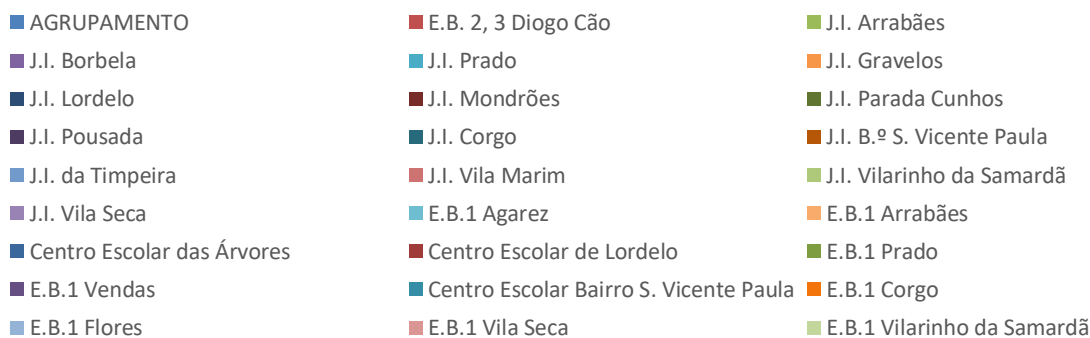 AGRUPAMENTO E.B. 2, 3 Diogo Cão J.I. Arrabães
J.I. Borbela J.I. Prado J.I. Gravelos
J.I. Lordelo J.I. Mondrões J.I. Parada Cunhos
J.I. Pousada J.I. Corgo J.I. B.º S. Vicente Paula
J.I. da Timpeira J.I. Vila Marim J.I. Vilarinho da Samardã
J.I. Vila Seca E.B.1 Agarez E.B.1 Arrabães
Centro Escolar das Árvores Centro Escolar de Lordelo E.B.1 Prado
E.B.1 Vendas Centro Escolar Bairro S. Vicente Paula E.B.1 Corgo
E.B.1 Flores E.B.1 Vila Seca E.B.1 Vilarinho da Samardã